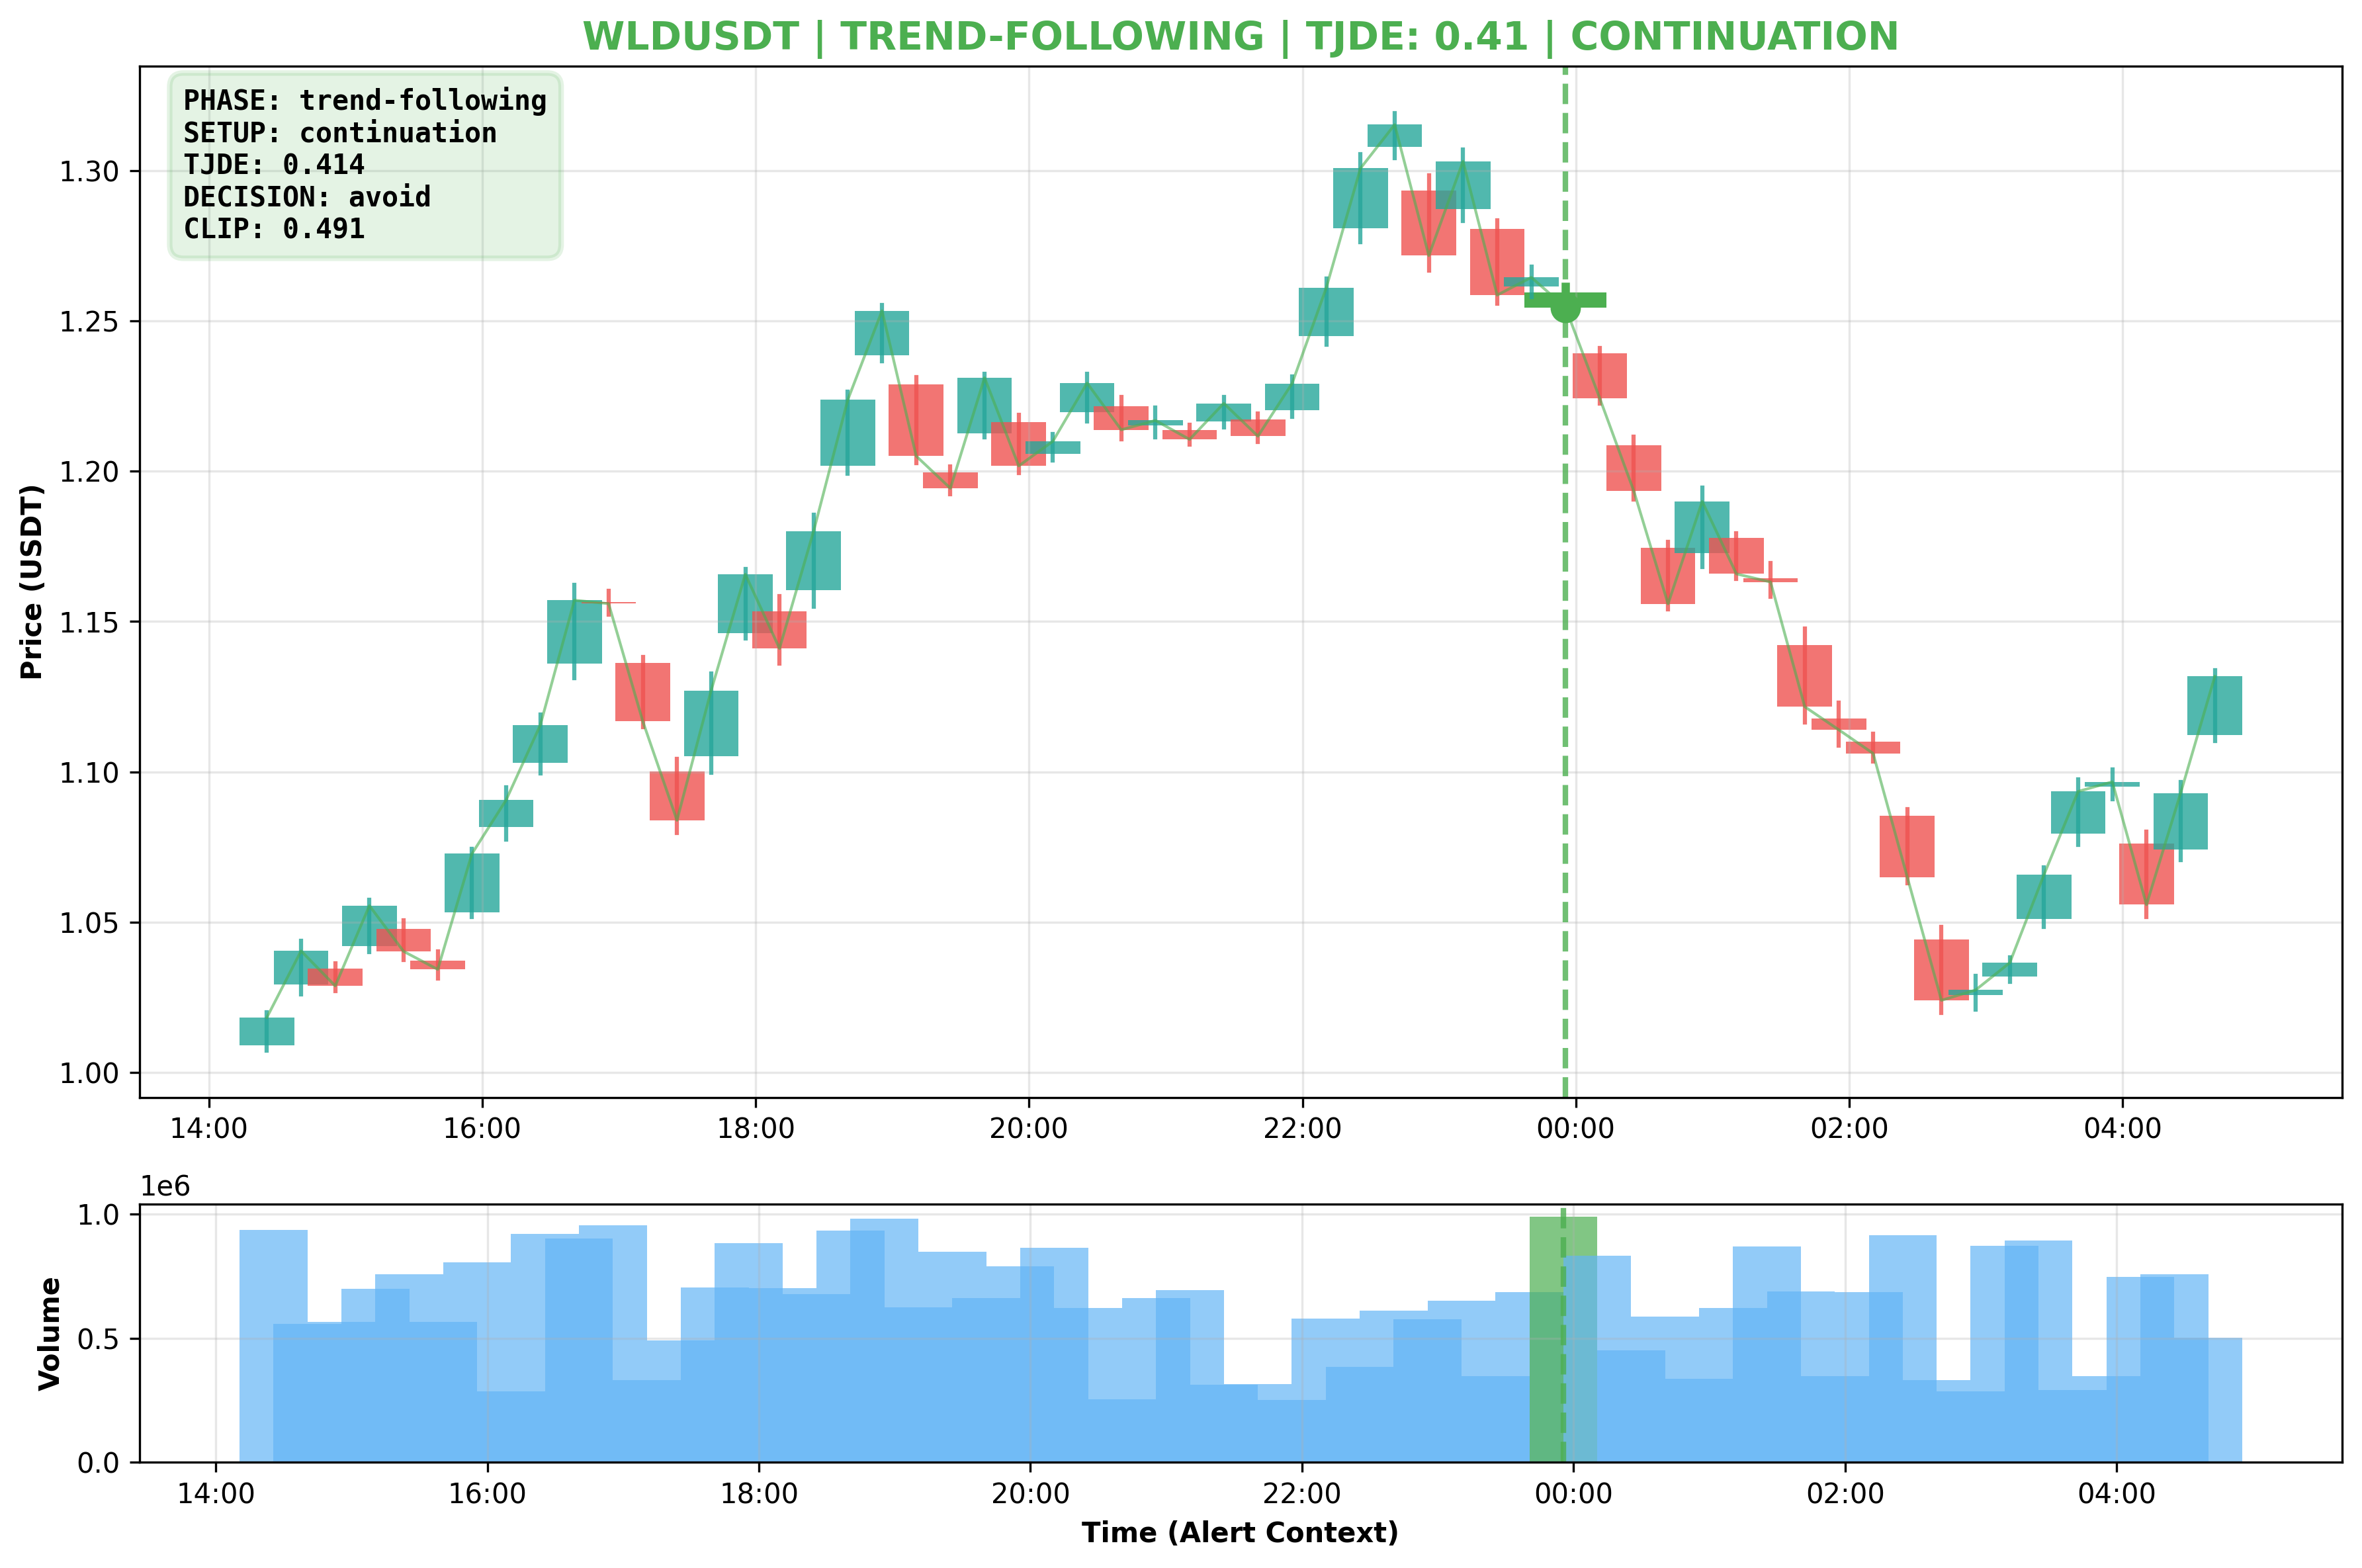 WLDUSDT | TREND-FOLLOWING | TJDE: 0.41 | CONTINUATION
PHASE: trend-following
SETUP: continuation
TJDE: 0.414
DECISION: avoid
CLIP: 0.491
Price (USDT)
1.30
1.25
1.20
1.15
1.10
1.05
1.00
14:00 16:00 18:00 20:00 22:00 00:00 02:00 04:00
1e6
Volume
1.0
0.5
0.0
14:00 16:00 18:00 20:00 22:00 00:00 02:00 04:00
Time (Alert Context)